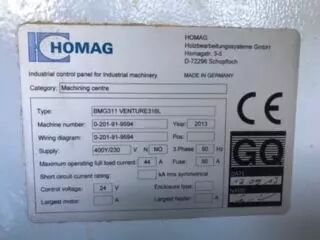 HOMAG
HOMAG
Holzbearbeitungssysteme GmbH
Homagstr. 3-5
D-72296 Schopfloch
Industrial control panel for Industrial machinery
MADE IN GERMANY
Category: Machining centre
CE
Type: BMG311 VENTURE316L
Machine number: 0-201-91-9594 Year: 2013
Wiring diagram: 0-201-91-9594 Pos:
Supply: 400Y/230 V N NO 3-Phase 50 Hz
Maximum operating full load current 44 A Fuse: 50 A
Short circuit current rating: kA rms symmetrical
Control voltage: 24 V Enclosure type:
Largest motor: A Largest heater: A
GQ